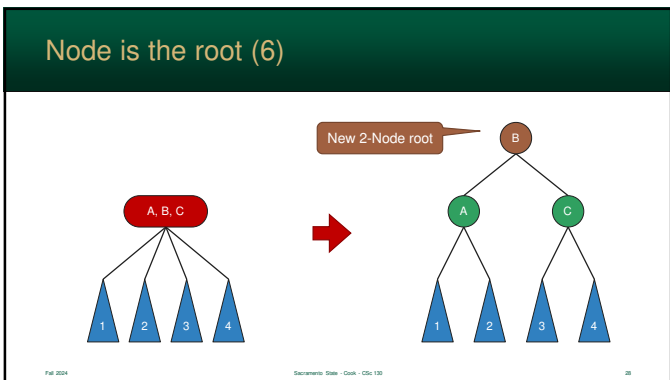 Node is the root (6)
New 2-Node root
B
A, B, C
A
C
1
2
3
4
1
2
3
4
Fall 2024
Sacramento State - Cook - CSc 130
28